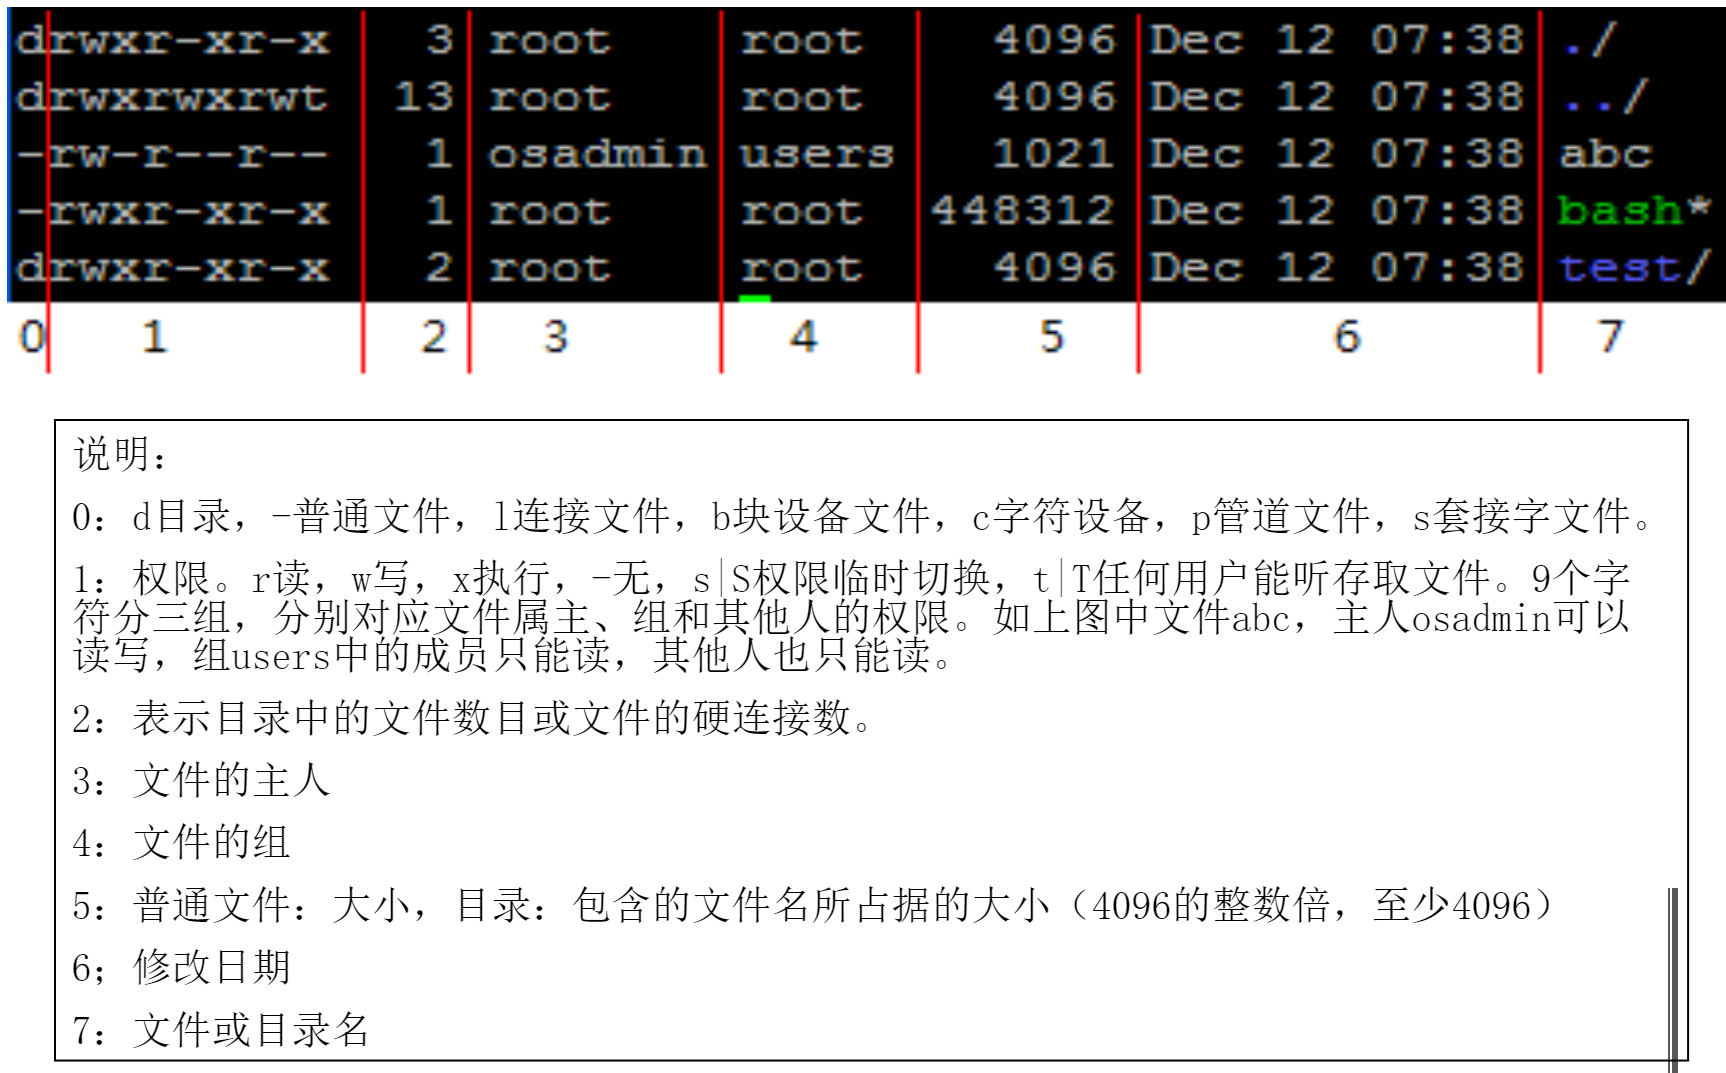 drwxr-xr-x 3 root root 4096 Dec 12 07:38 ./
drwxrwxrwt 13 root root 4096 Dec 12 07:38 ../
-rw-r--r-- 1 osadmin users 1021 Dec 12 07:38 abc
-rwxr-xr-x 1 root root 448312 Dec 12 07:38 bash*
drwxr-xr-x 2 root root 4096 Dec 12 07:38 test/
0 1 2 3 4 5 6 7
说明：
0：d目录，-普通文件，l连接文件，b块设备文件，c字符设备，p管道文件，s套接字文件。
1：权限。r读，w写，x执行，-无，s|S权限临时切换，t|T任何用户能听存取文件。9个字
符分三组，分别对应文件属主、组和其他人的权限。如上图中文件abc，主人osadmin可以
读写，组users中的成员只能读，其他人也只能读。
2：表示目录中的文件数目或文件的硬连接数。
3：文件的主人
4：文件的组
5：普通文件：大小，目录：包含的文件名所占据的大小（4096的整数倍，至少4096）
6；修改日期
7：文件或目录名